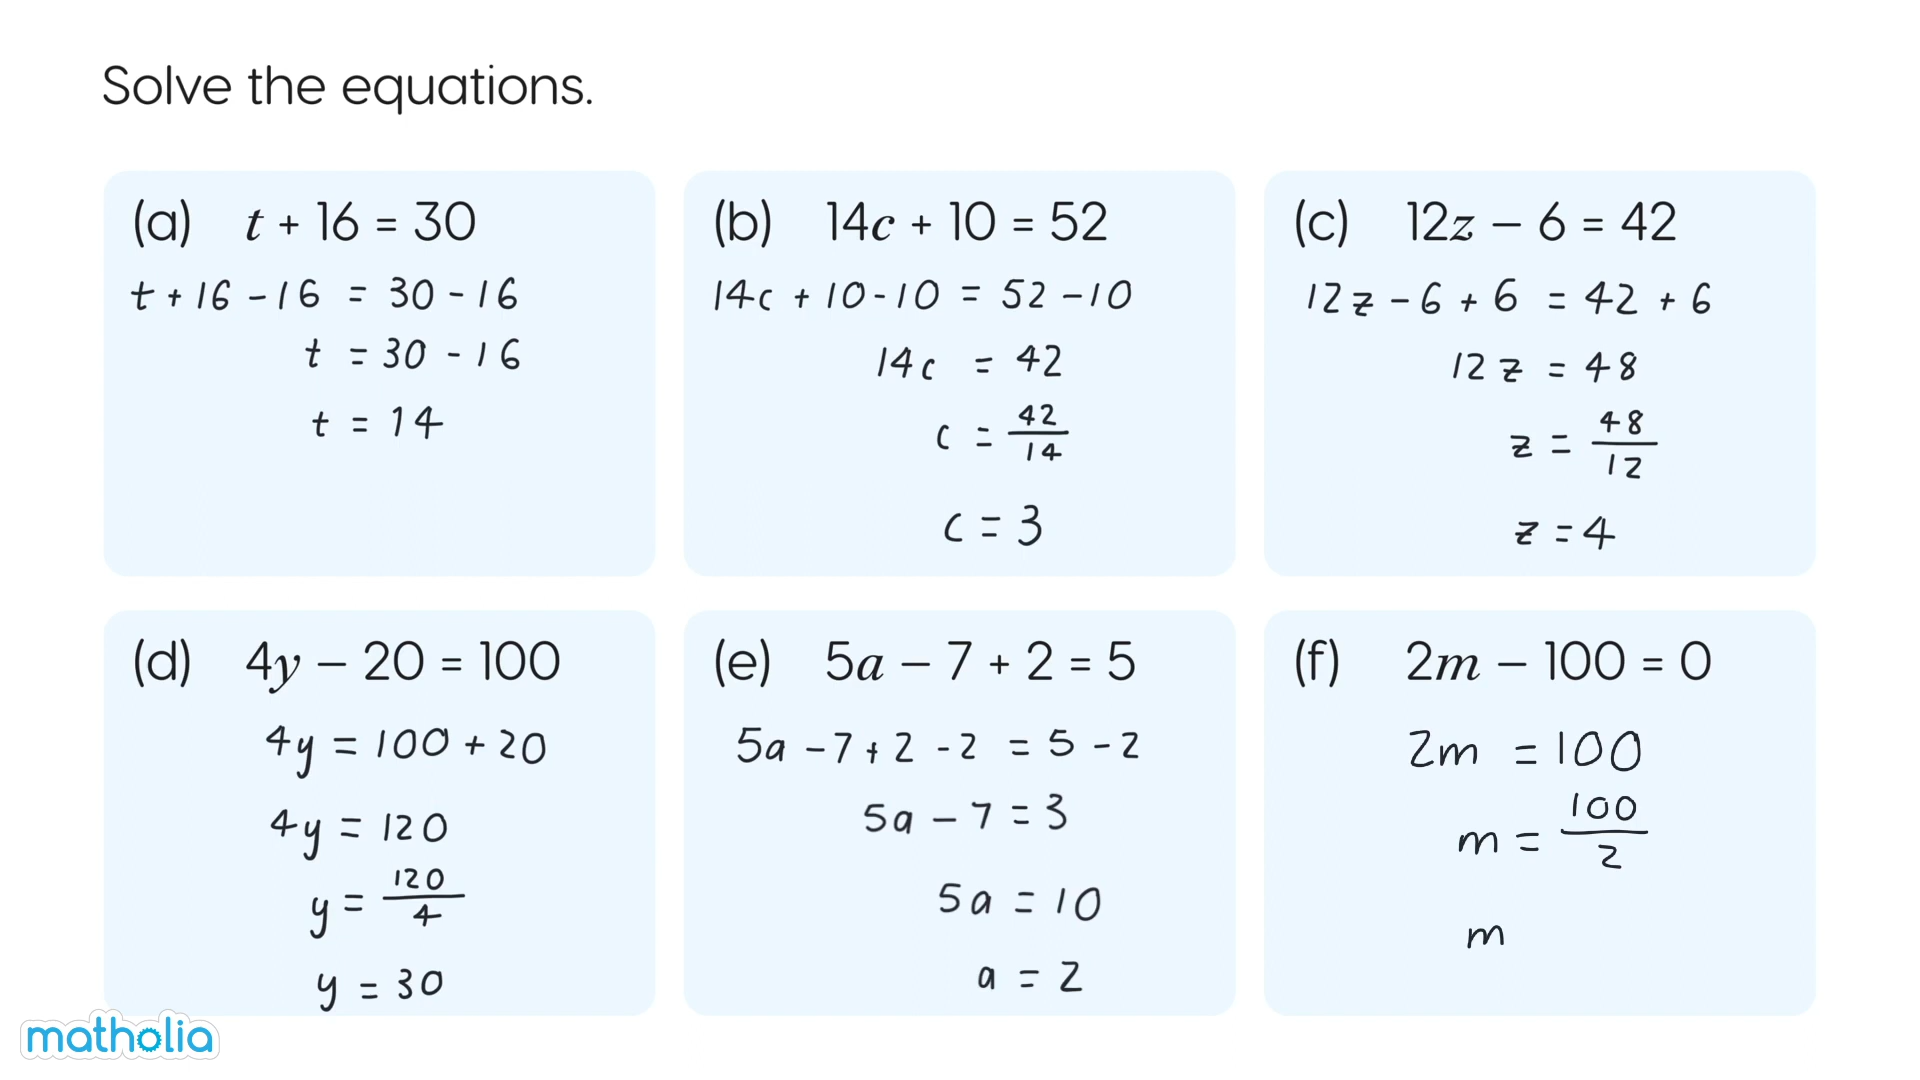 Solve the equations.
(a) t + 16 = 30
t + 16 - 16 = 30 - 16
t = 30 - 16
t = 14
(b) 14c + 10 = 52
14c + 10 - 10 = 52 - 10
14c = 42
c = 42/14
c = 3
(c) 12z – 6 = 42
12z - 6 + 6 = 42 + 6
12z = 48
z = 48/12
z = 4
(d) 4y – 20 = 100
4y = 100 + 20
4y = 120
y = 120/4
y = 30
(e) 5a – 7 + 2 = 5
5a - 7 + 2 - 2 = 5 - 2
5a - 7 = 3
5a = 10
a = 2
(f) 2m – 100 = 0
2m = 100
m = 100/2
m
matholia